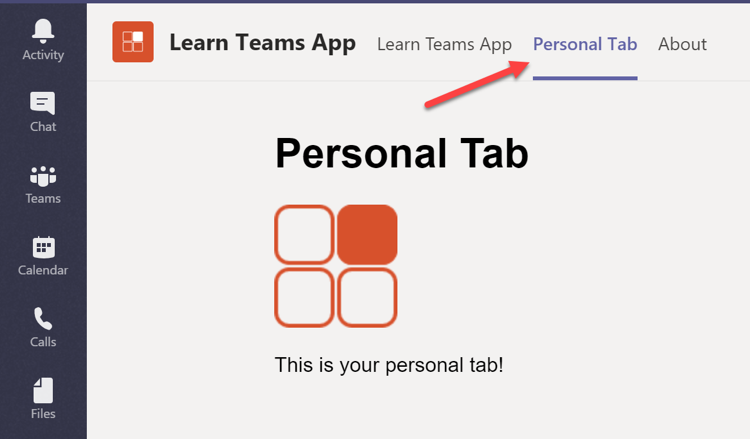 Activity
Chat
Teams
Calendar
Calls
Files
Learn Teams App Learn Teams App Personal Tab About
Personal Tab
This is your personal tab!